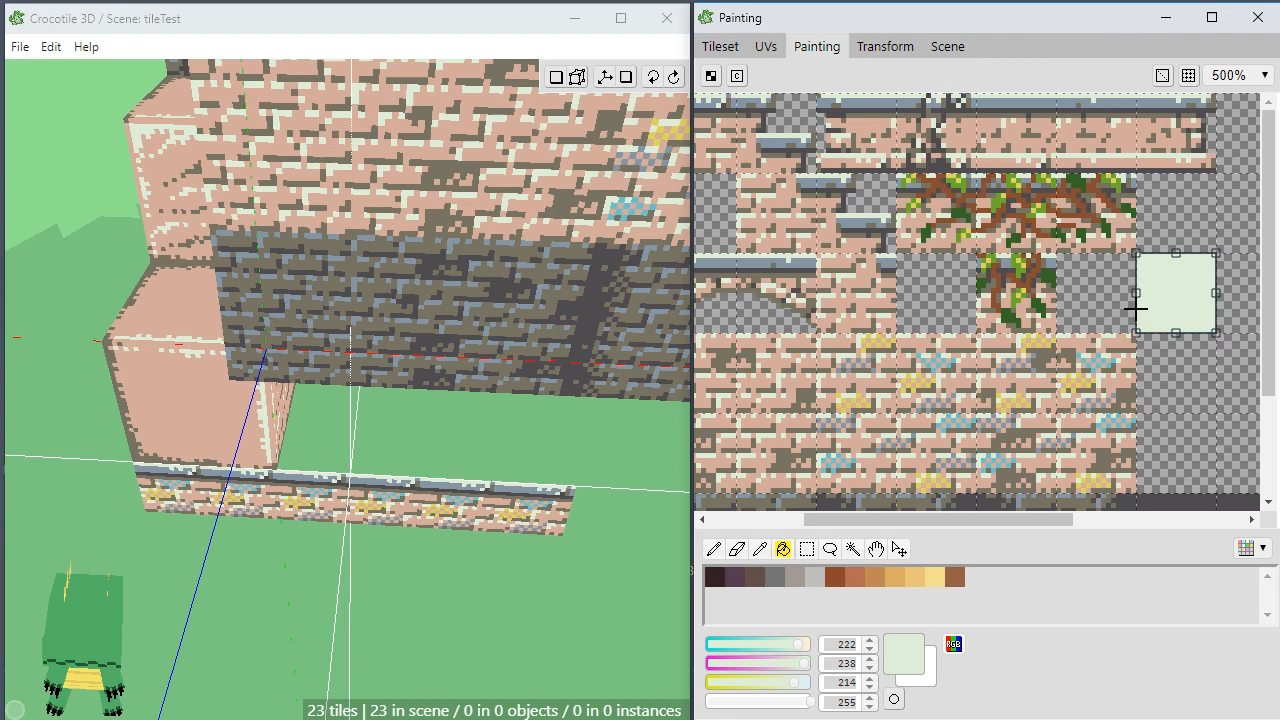 Crocotile 3D / Scene: tileTest
File Edit Help
23 tiles | 23 in scene / 0 in 0 objects / 0 in 0 instances
Painting
Tileset UVs Painting Transform Scene
C 500%
222
RGB
238
214
255